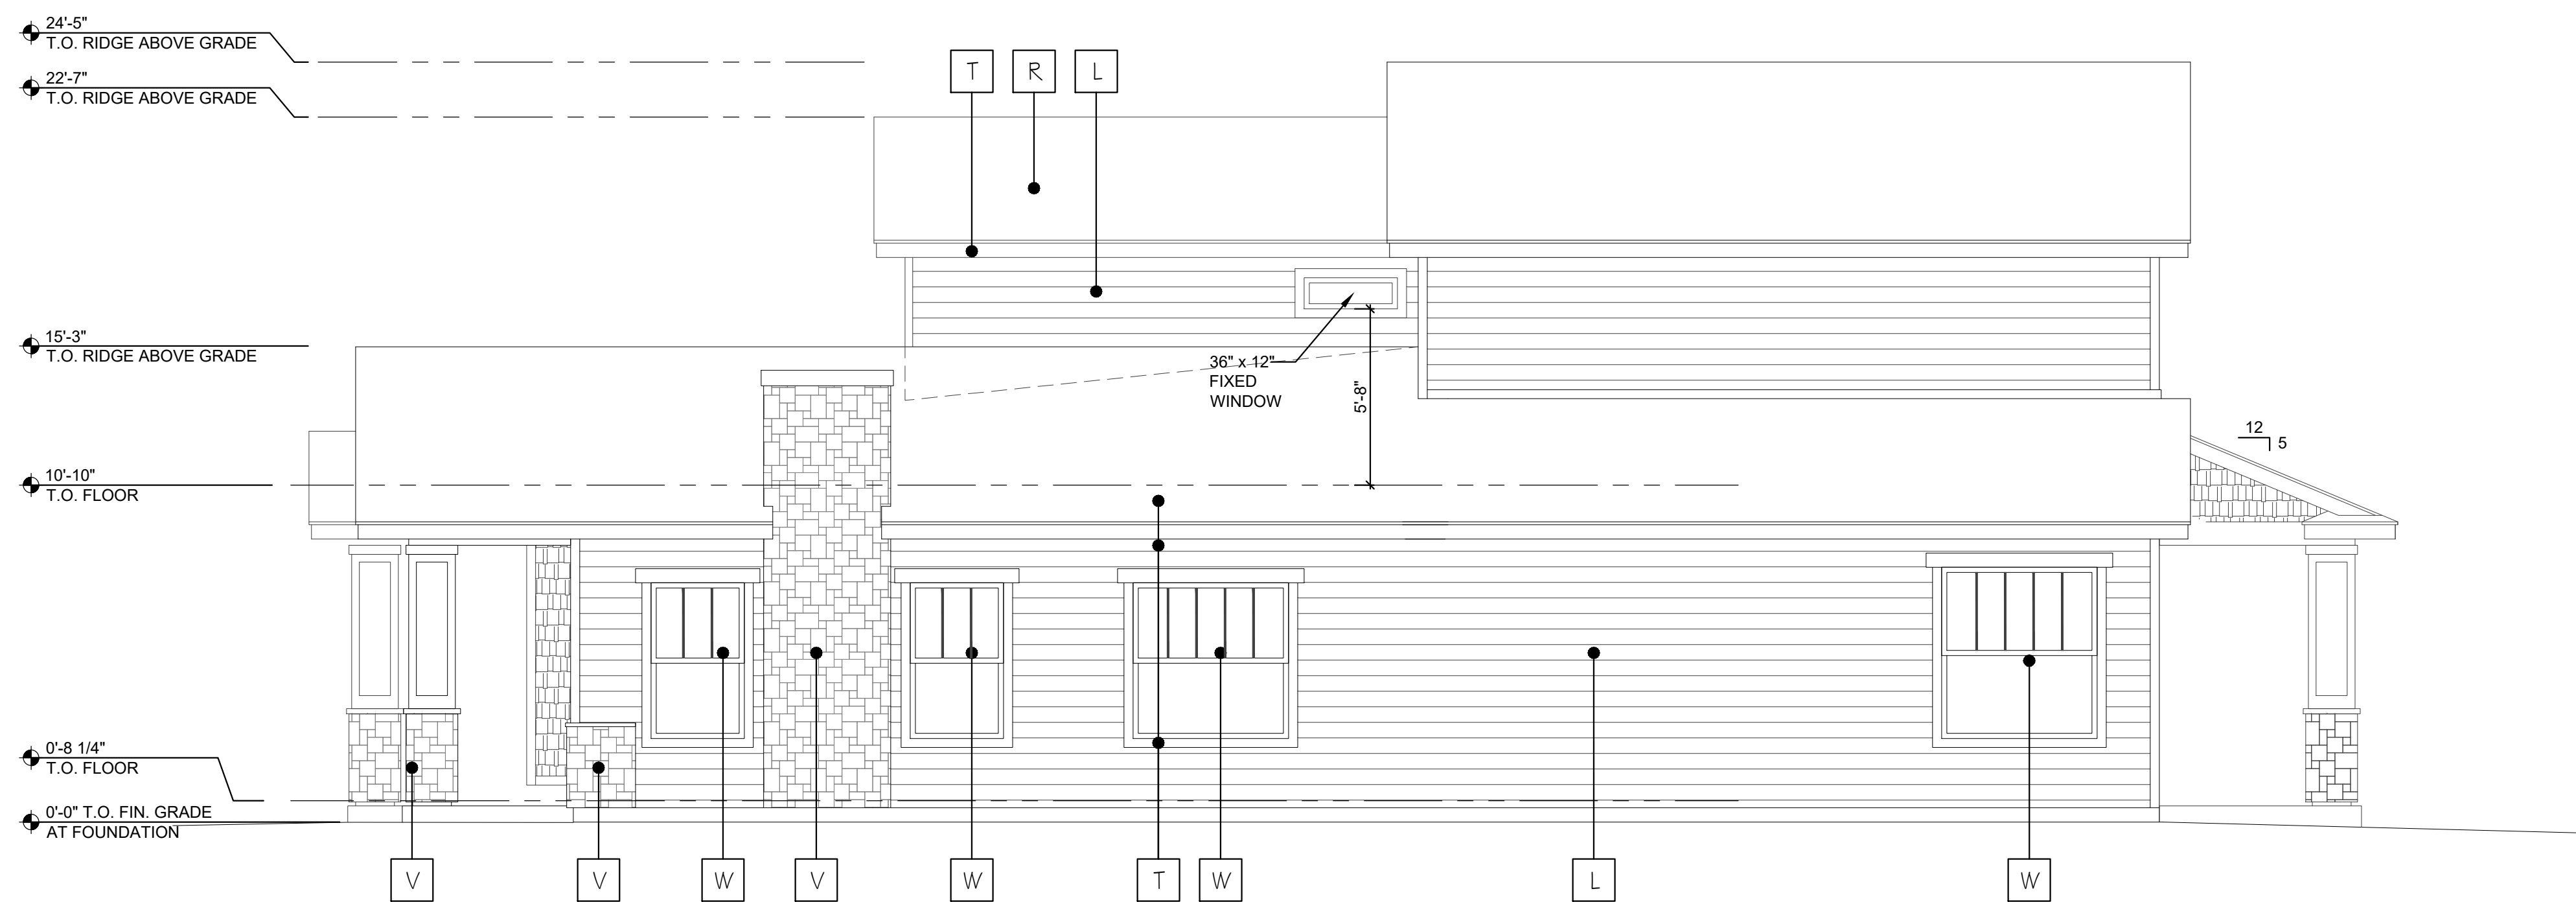 24'-5"
T.O. RIDGE ABOVE GRADE
22'-7"
T.O. RIDGE ABOVE GRADE
T R L
15'-3"
T.O. RIDGE ABOVE GRADE
36" x 12"
FIXED
WINDOW
5'-8"
12
5
10'-10"
T.O. FLOOR
0'-8 1/4"
T.O. FLOOR
0'-0" T.O. FIN. GRADE
AT FOUNDATION
V V W V W T W L W